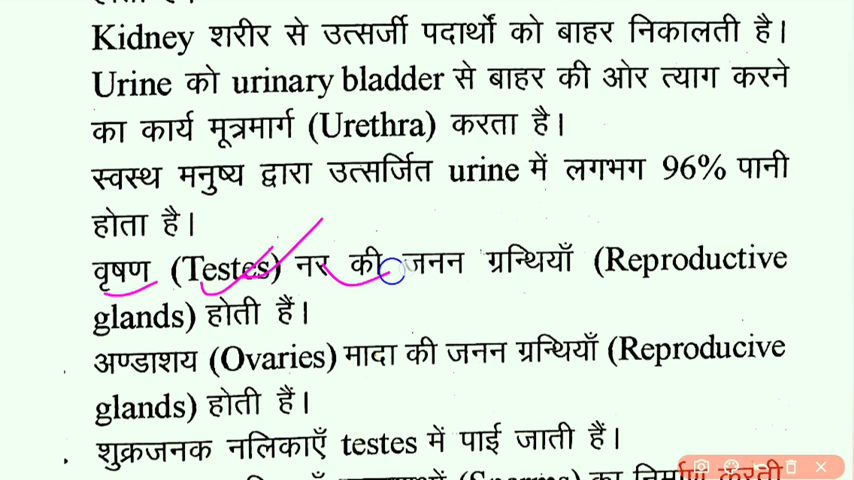 होता है।
Kidney शरीर से उत्सर्जी पदार्थों को बाहर निकालती है।
Urine को urinary bladder से बाहर की ओर त्याग करने
का कार्य मूत्रमार्ग (Urethra) करता है।
स्वस्थ मनुष्य द्वारा उत्सर्जित urine में लगभग 96% पानी
होता है।
वृषण (Testes) नर की जनन ग्रन्थियाँ (Reproductive
glands) होती हैं।
अण्डाशय (Ovaries) मादा की जनन ग्रन्थियाँ (Reproducive
glands) होती हैं।
शुक्रजनक नलिकाएँ testes में पाई जाती हैं।
(Sperms) का निर्माण करती